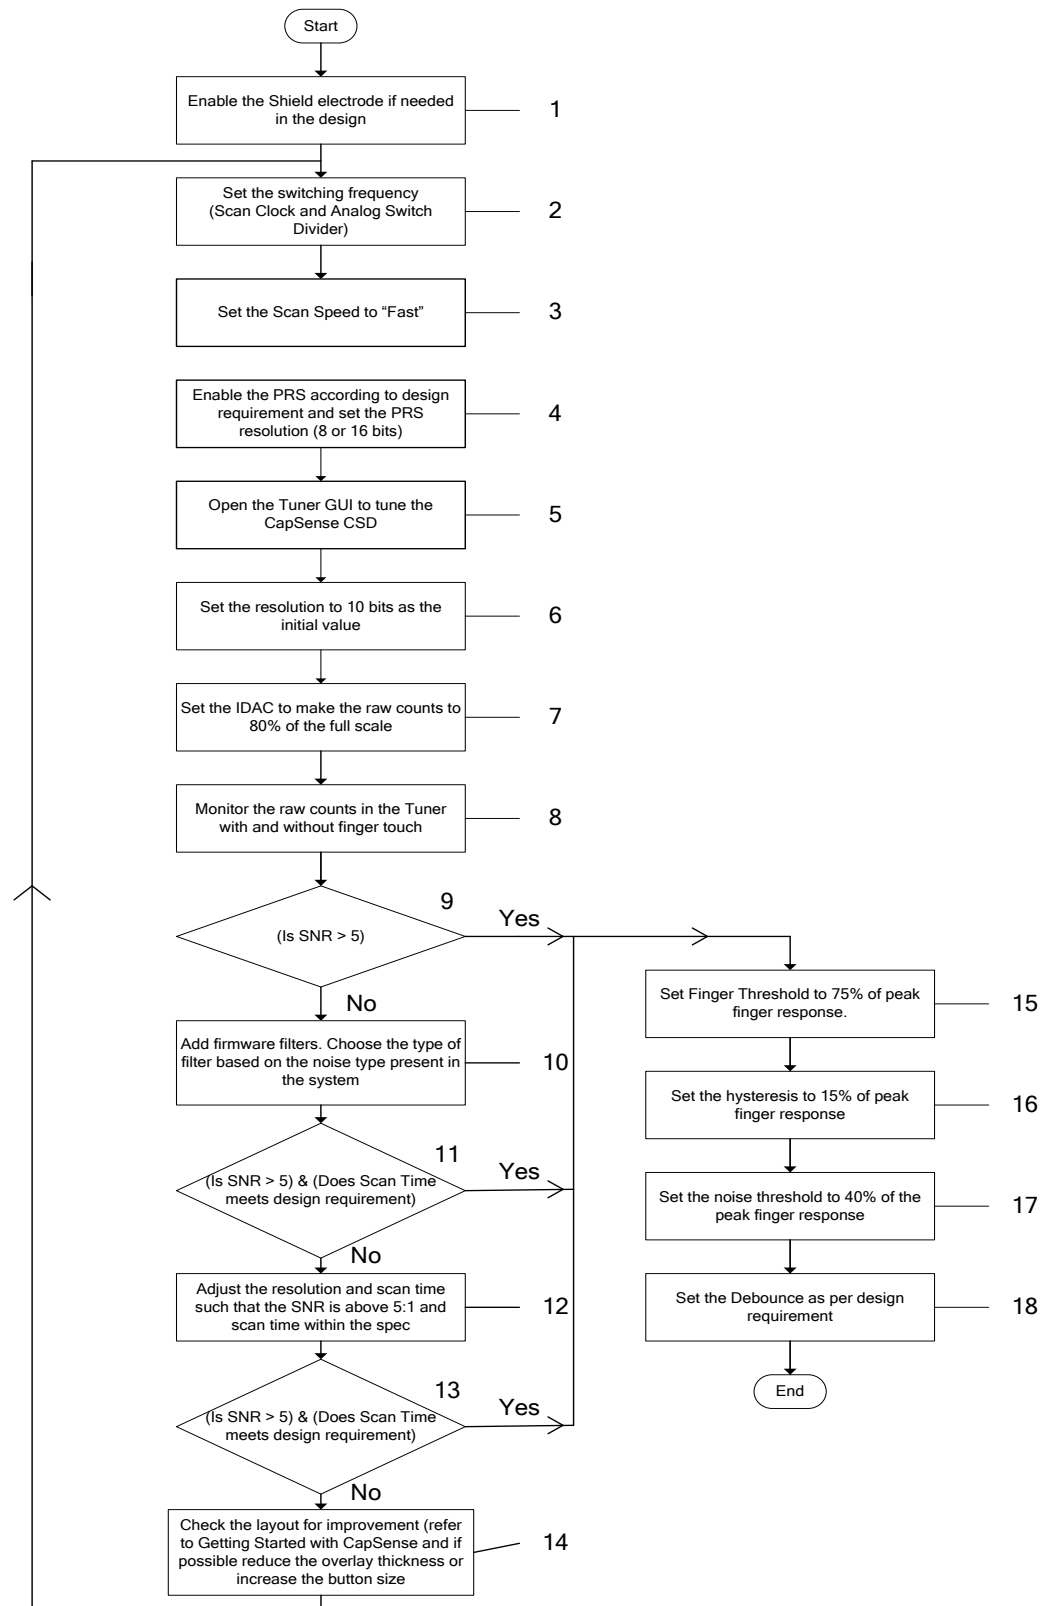 Start
Enable the Shield electrode if needed
in the design
1
Set the switching frequency
(Scan Clock and Analog Switch
Divider)
2
Set the Scan Speed to “Fast”
3
Enable the PRS according to design
requirement and set the PRS
resolution (8 or 16 bits)
4
Open the Tuner GUI to tune the
CapSense CSD
5
Set the resolution to 10 bits as the
initial value
6
Set the IDAC to make the raw counts to
80% of the full scale
7
Monitor the raw counts in the Tuner
with and without finger touch
8
9
(Is SNR > 5)
Yes
No
Add firmware filters. Choose the type of
filter based on the noise type present in
the system
10
11
(Is SNR > 5) & (Does Scan Time
meets design requirement)
Yes
No
Adjust the resolution and scan time
such that the SNR is above 5:1 and
scan time within the spec
12
13
(Is SNR > 5) & (Does Scan Time
meets design requirement)
Yes
No
Check the layout for improvement (refer
to Getting Started with CapSense and if
possible reduce the overlay thickness or
increase the button size
14
Set Finger Threshold to 75% of peak
finger response.
15
Set the hysteresis to 15% of peak
finger response
16
Set the noise threshold to 40% of the
peak finger response
17
Set the Debounce as per design
requirement
18
End